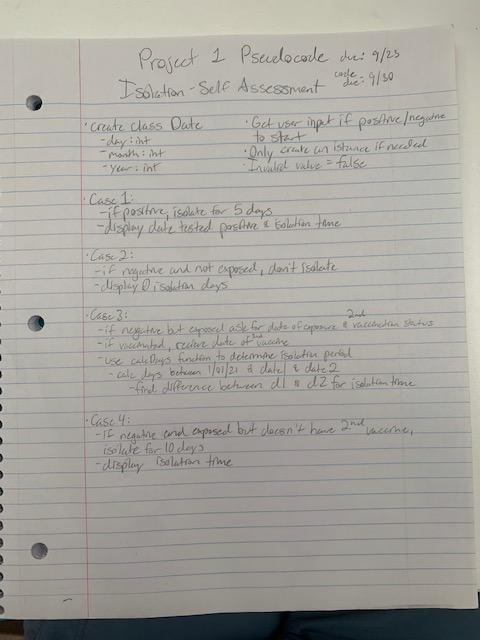 Project 1 Pseudocode due: 9/23
Isolation-Self Assessment code due: 9/30
• create class Date
- day: int
- month: int
- year: int
• Get user input if positive/negative
to start
• Only create an istance if needed
• Invalid value = false
• Case 1:
- if positive, isolate for 5 days
- display date tested positive & isolation time
• Case 2:
- if negative and not exposed, don't isolate
- display 0 isolation days
• Case 3:
- if negative but exposed ask for date of exposure & 2nd vaccination status
- if vaccinated, recieve date of 2nd vaccine
- use calcDays function to determine isolation period
- calc days between 1/01/21 & date 1 & date 2
- find difference between d1 & d2 for isolation time
• Case 4:
- if negative and exposed but doesn't have 2nd vaccine,
isolate for 10 days
- display isolation time